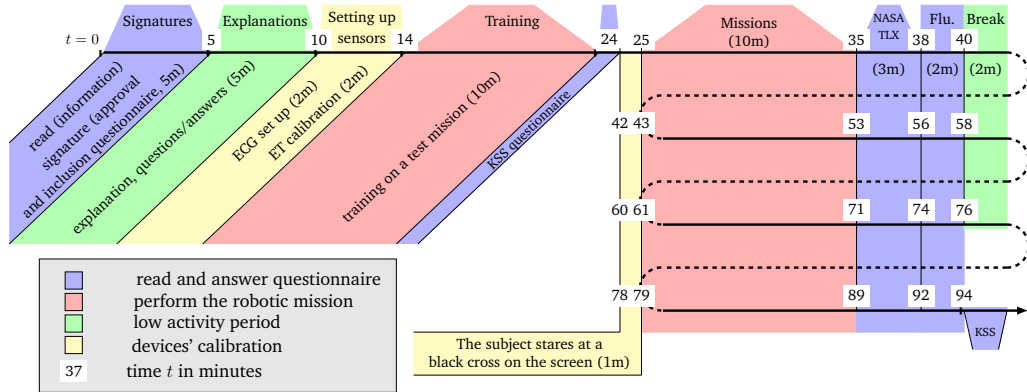 Signatures
Explanations
Setting up
sensors
Training
Missions
(10m)
NASA
TLX
Flu.
Break
t = 0
5
10
14
24
25
35
38
40
read (information)
signature (approval
and inclusion questionnaire, 5m)
explanation, questions/answers (5m)
ECG set up (2m)
ET calibration (2m)
training on a test mission (10m)
KSS questionnaire
(3m)
(2m)
(2m)
42
43
53
56
58
60
61
71
74
76
78
79
89
92
94
KSS
read and answer questionnaire
perform the robotic mission
low activity period
devices' calibration
37 time t in minutes
The subject stares at a
black cross on the screen (1m)